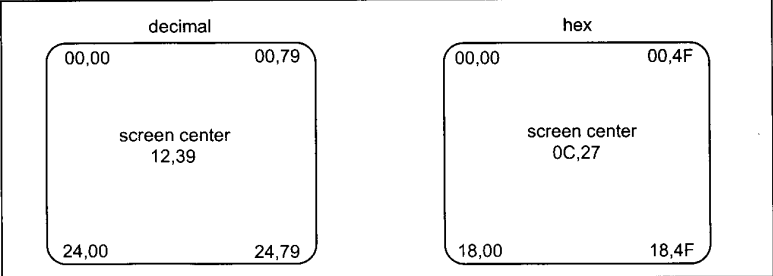 decimal
00,00 00,79
screen center
12,39
24,00 24,79
hex
00,00 00,4F
screen center
0C,27
18,00 18,4F